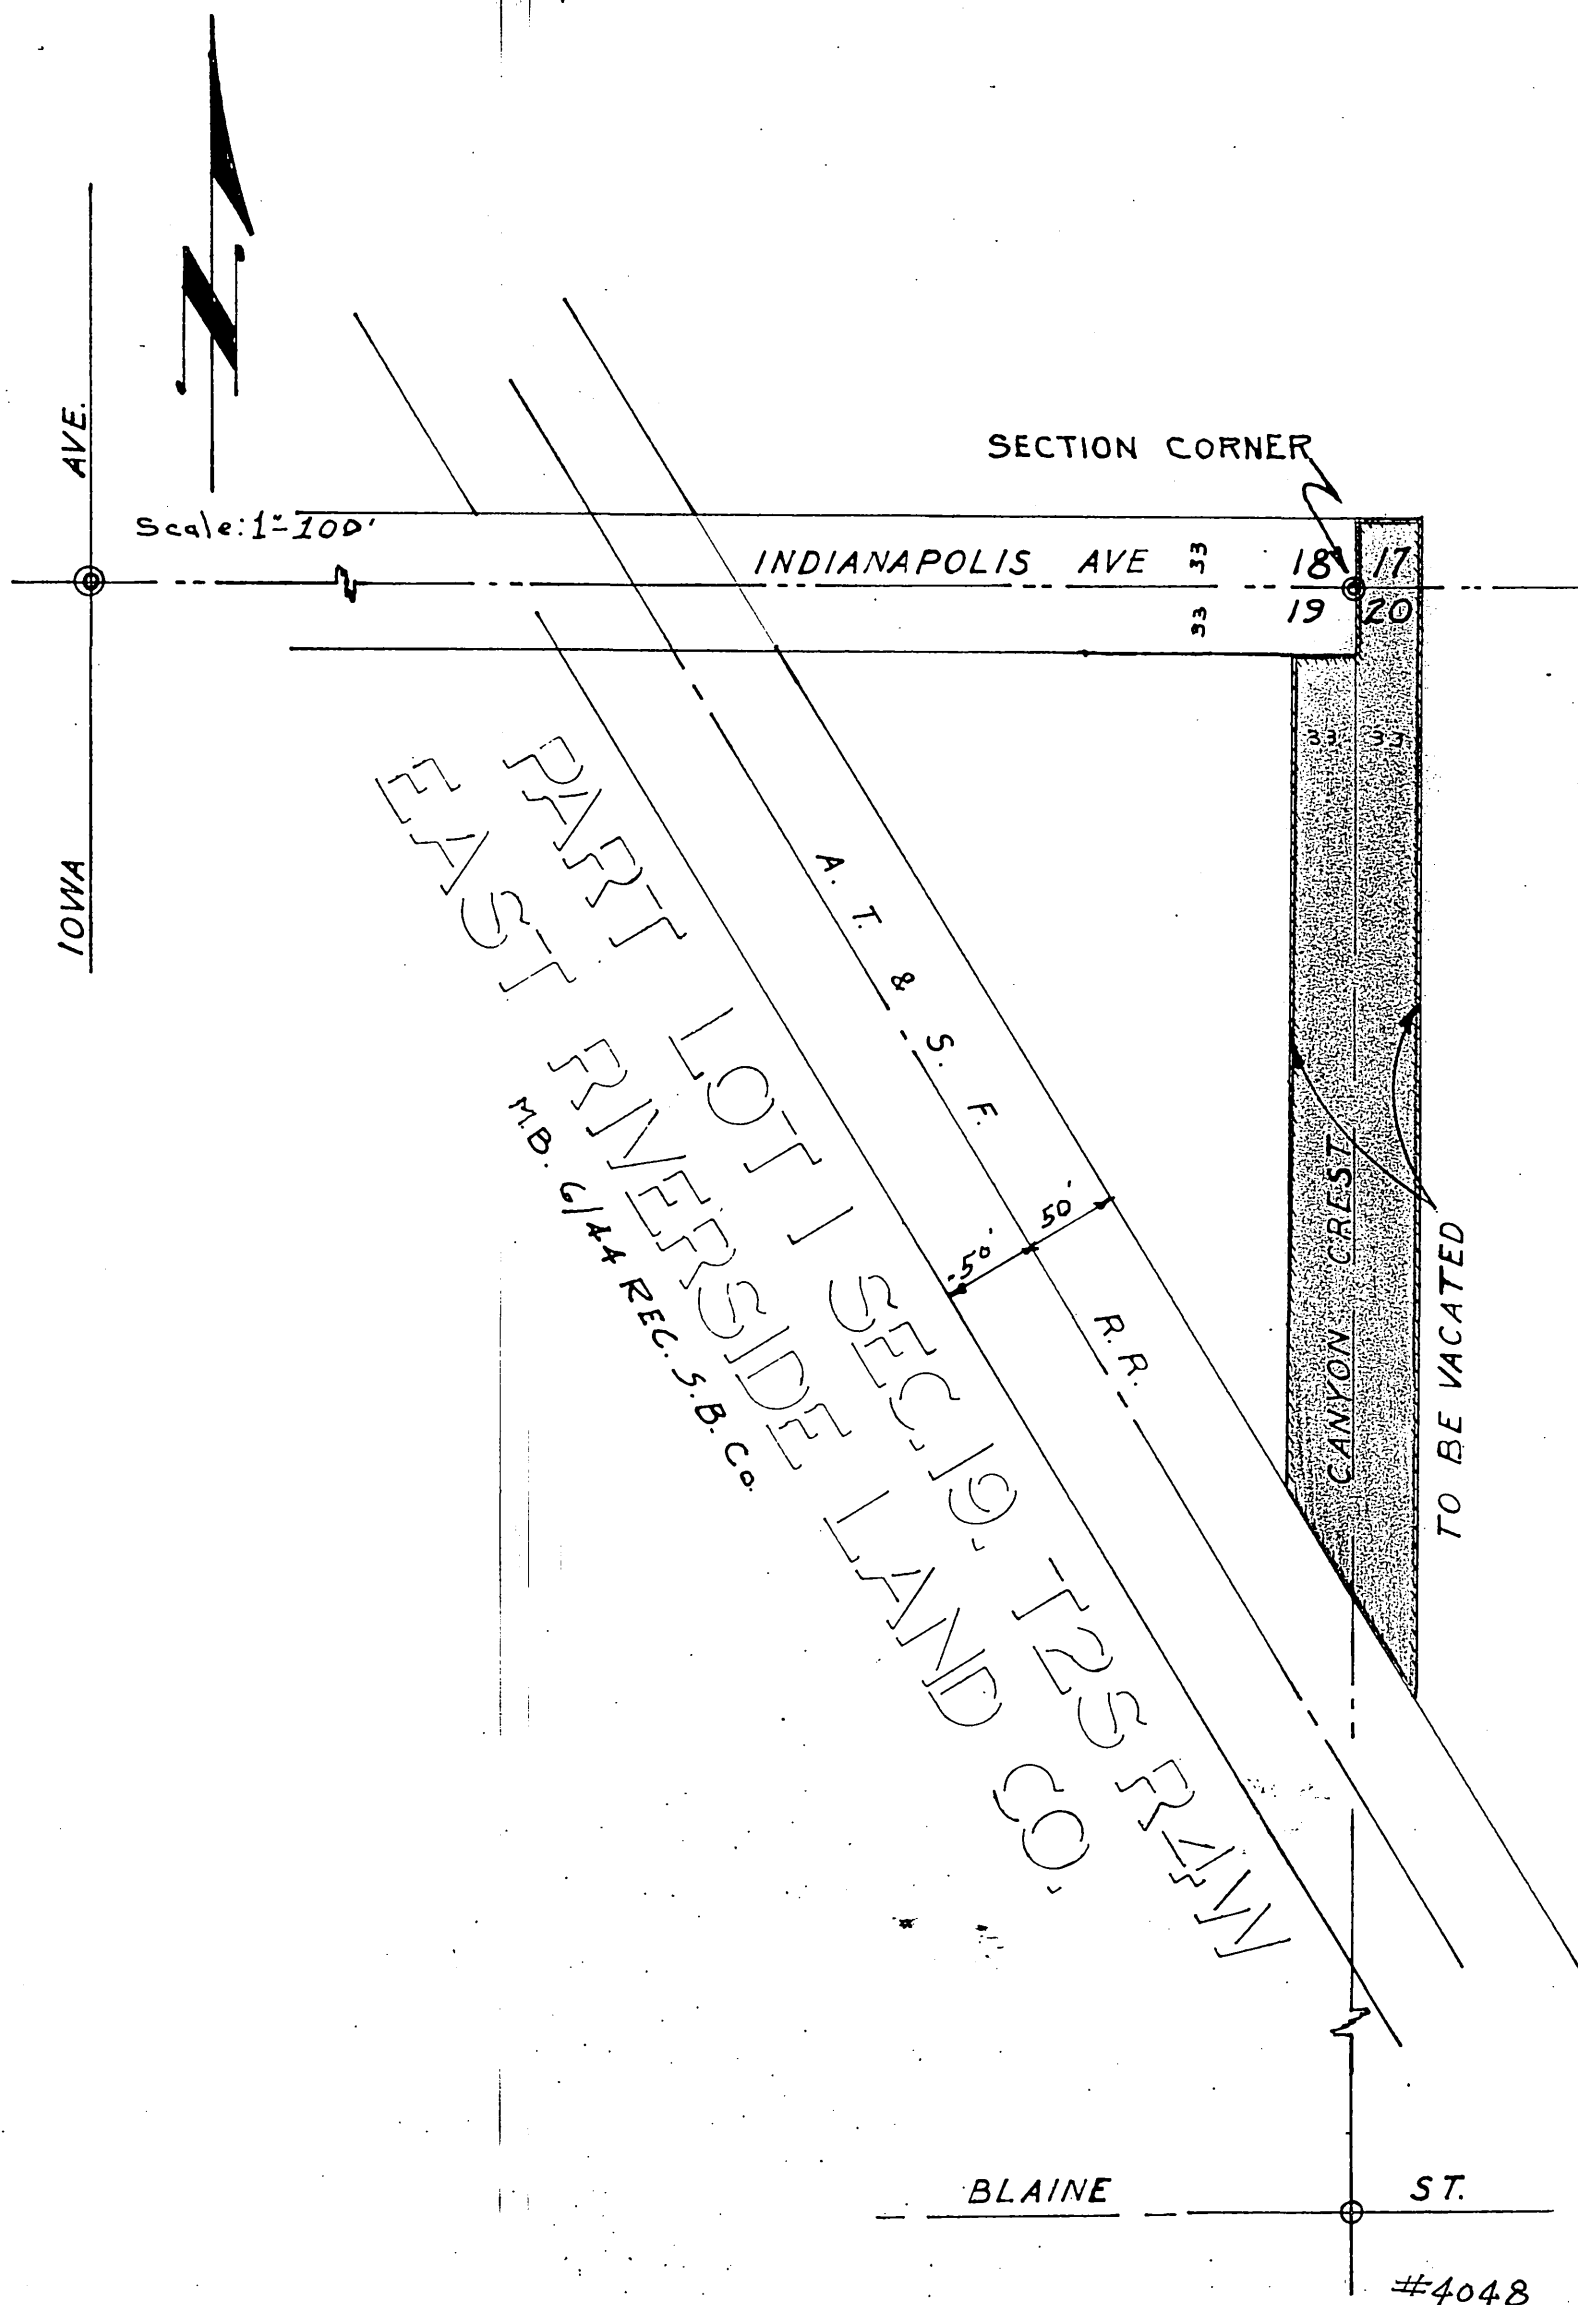 N
IOWA AVE.
Scale: 1"=100'
SECTION CORNER
INDIANAPOLIS AVE
33
33
18 17
19 20
33 33
A. T. & S. F. R. R.
50' 50'
PART LOT 1 SEC. 19. T2S R4W
EAST RIVERSIDE LAND CO.
M.B. 6/44 REC. S.B. Co.
CANYON CREST
TO BE VACATED
BLAINE ST.
#4048